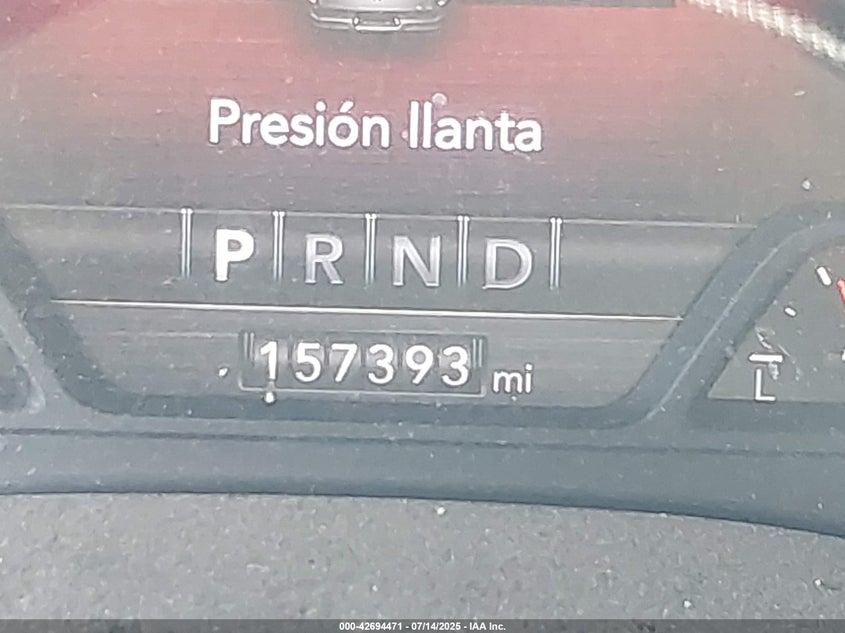 Presión llanta
P R N D
157393 mi
L
000-42694471 - 07/14/2025 - IAA Inc.